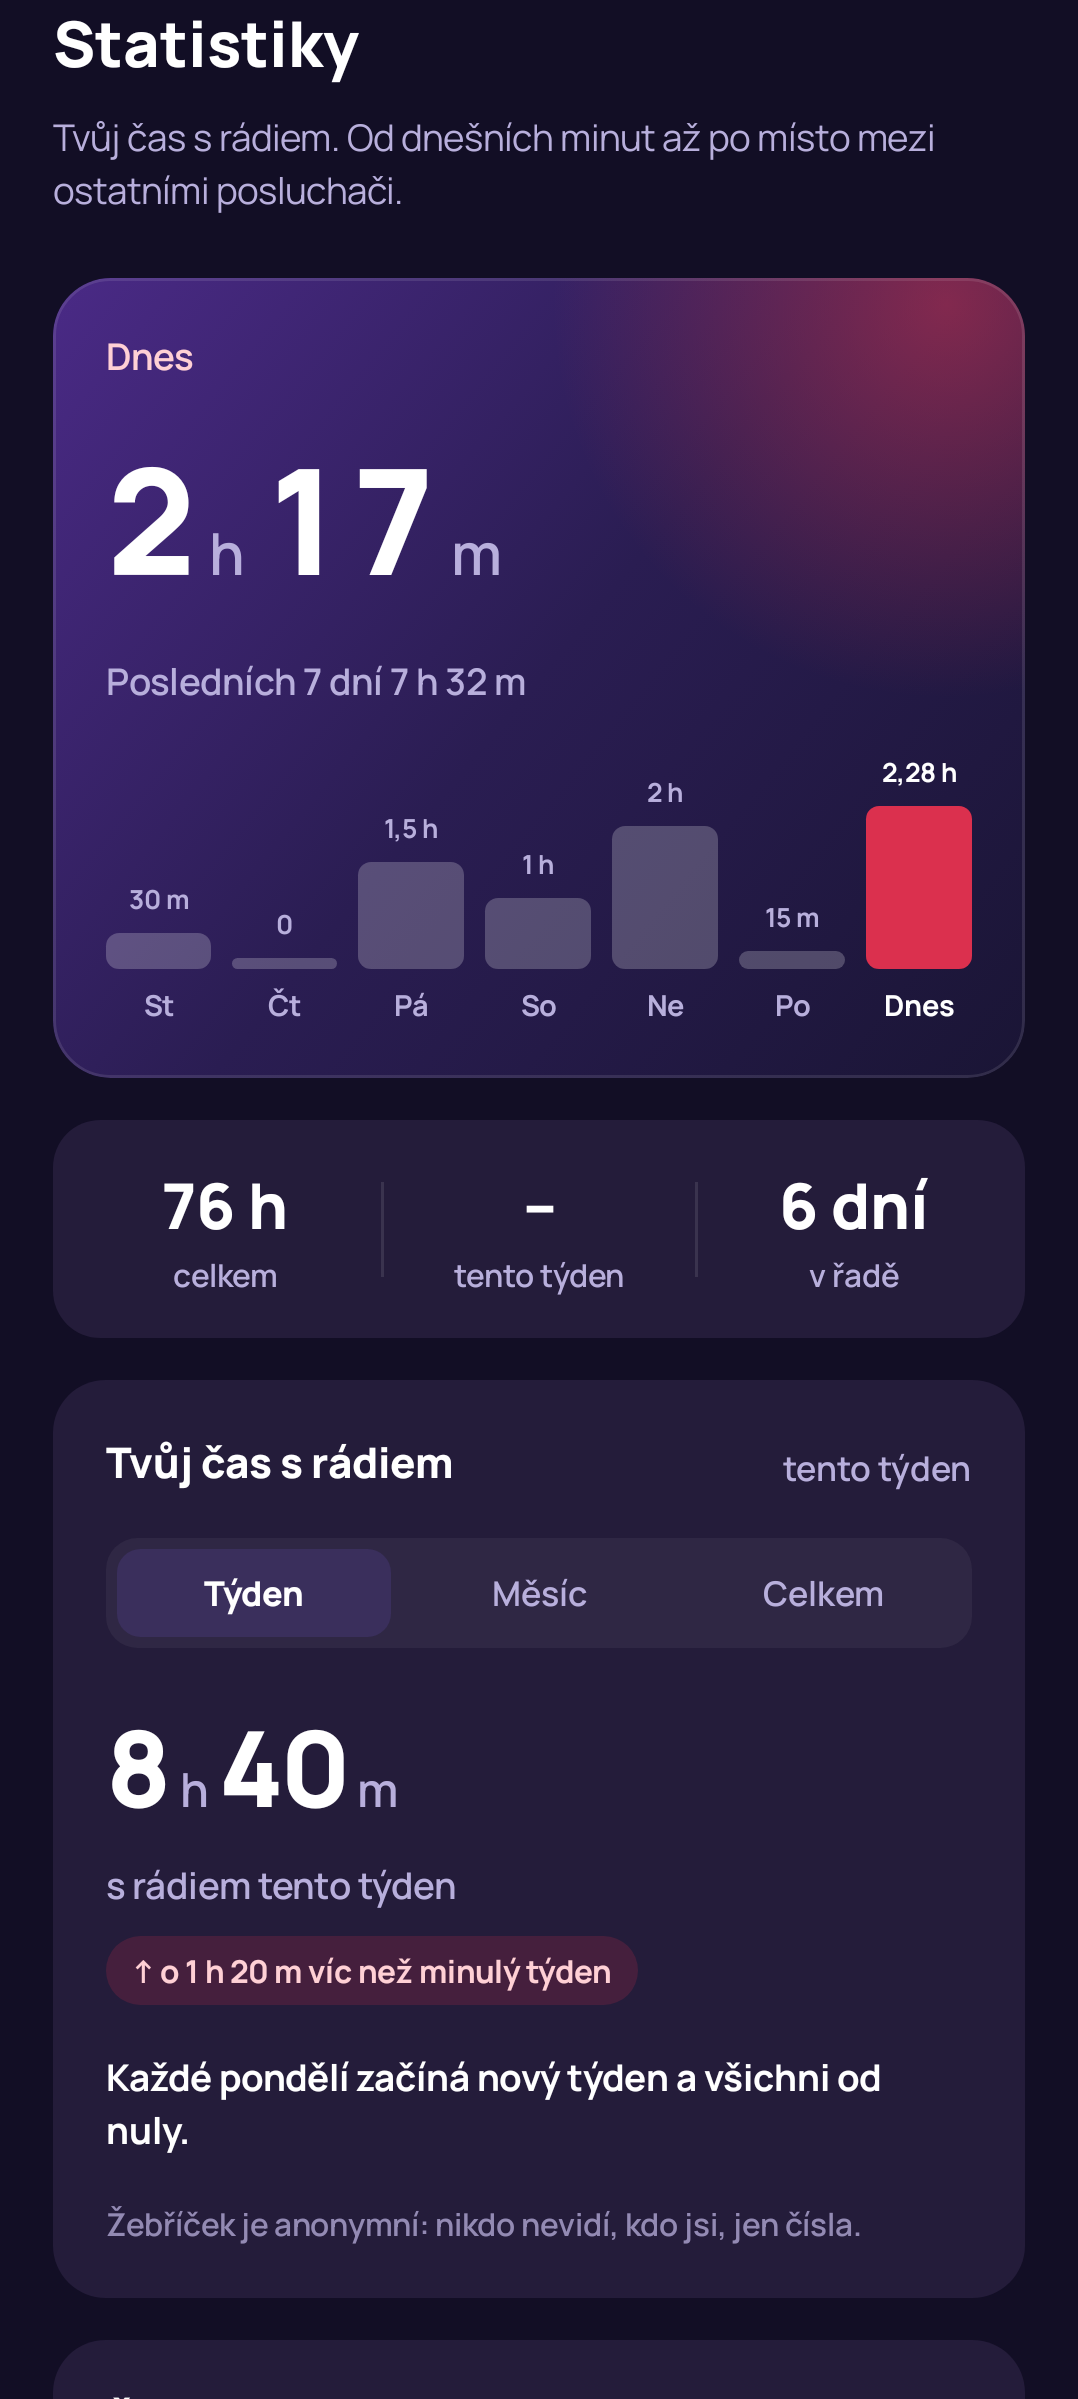 Statistiky
Tvůj čas s rádiem. Od dnešních minut až po místo mezi
ostatními posluchači.
Dnes
2 h 17 m
Posledních 7 dní 7 h 32 m
30 m
0
1,5 h
1 h
2 h
15 m
2,28 h
St
Čt
Pá
So
Ne
Po
Dnes
76 h
celkem
–
tento týden
6 dní
v řadě
Tvůj čas s rádiem
tento týden
Týden
Měsíc
Celkem
8 h 40 m
s rádiem tento týden
↑ o 1 h 20 m víc než minulý týden
Každé pondělí začíná nový týden a všichni od
nuly.
Žebříček je anonymní: nikdo nevidí, kdo jsi, jen čísla.